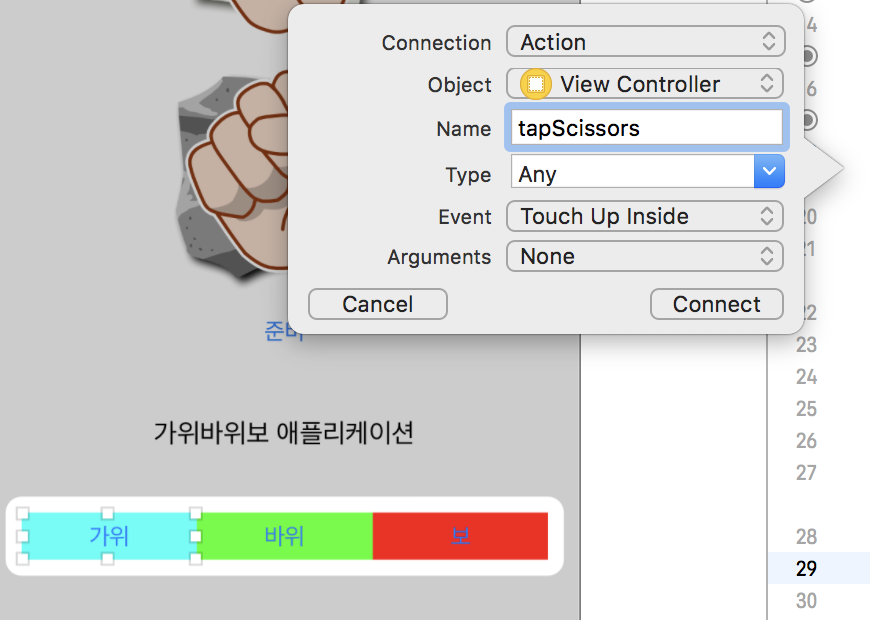 Connection Action
Object View Controller
Name tapScissors
Type Any
Event Touch Up Inside
Arguments None
Cancel Connect
가위바위보 애플리케이션
가위 바위 보
4
6
20
21
22
23
24
25
26
27
28
29
30